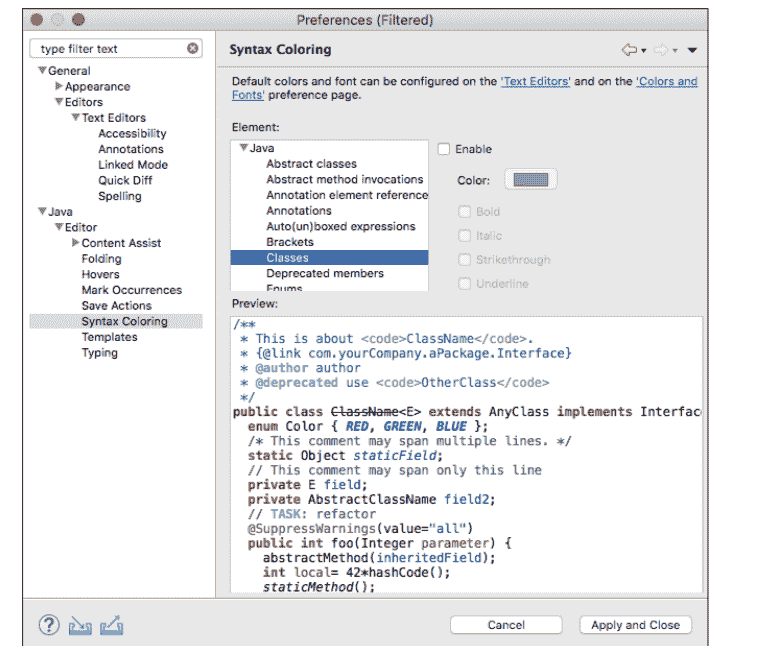 Preferences (Filtered)
type filter text
General
Appearance
Editors
Text Editors
Accessibility
Annotations
Linked Mode
Quick Diff
Spelling
Java
Editor
Content Assist
Folding
Hovers
Mark Occurrences
Save Actions
Syntax Coloring
Templates
Typing
Syntax Coloring
Default colors and font can be configured on the 'Text Editors' and on the 'Colors and
Fonts' preference page.
Element:
Java
Abstract classes
Abstract method invocations
Annotation element reference
Annotations
Auto(un)boxed expressions
Brackets
Classes
Deprecated members
Enums
Enable
Color:
Bold
Italic
Strikethrough
Underline
Preview:
/**
* This is about <code>ClassName</code>.
* {@link com.yourCompany.aPackage.Interface}
* @author author
* @deprecated use <code>OtherClass</code>
*/
public class ClassName<E> extends AnyClass implements Interfac
enum Color { RED, GREEN, BLUE };
/* This comment may span multiple lines. */
static Object staticField;
// This comment may span only this line
private E field;
private AbstractClassName field2;
// TASK: refactor
@SuppressWarnings(value="all")
public int foo(Integer parameter) {
abstractMethod(inheritedField);
int local= 42*hashCode();
staticMethod();
?
Cancel
Apply and Close